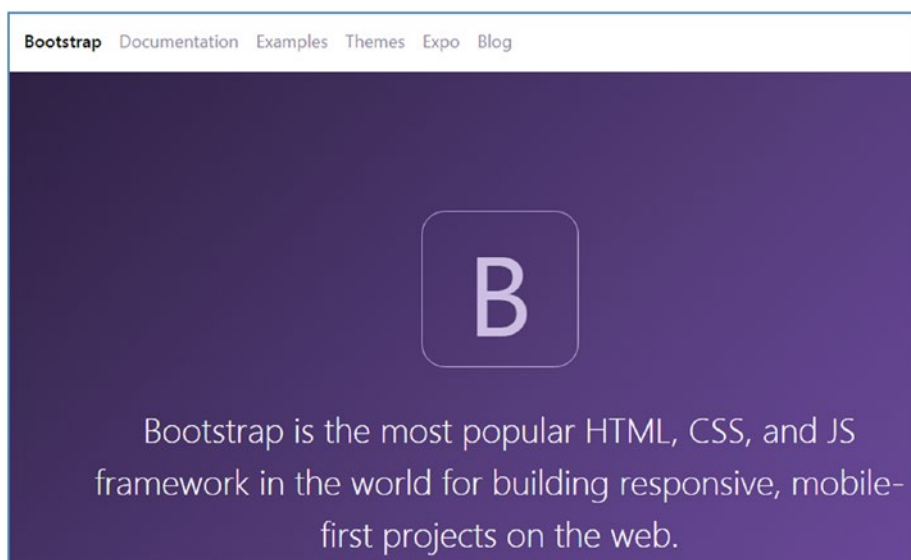 Bootstrap Documentation Examples Themes Expo Blog
B
Bootstrap is the most popular HTML, CSS, and JS
framework in the world for building responsive, mobile-
first projects on the web.